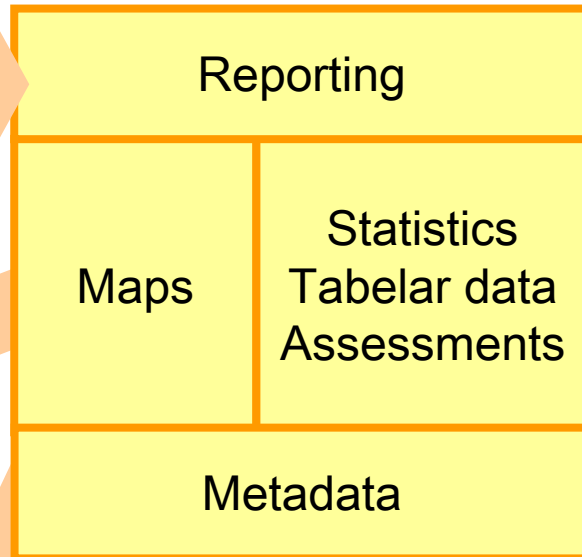 Reporting
Maps
Statistics
Tabelar data
Assessments
Metadata